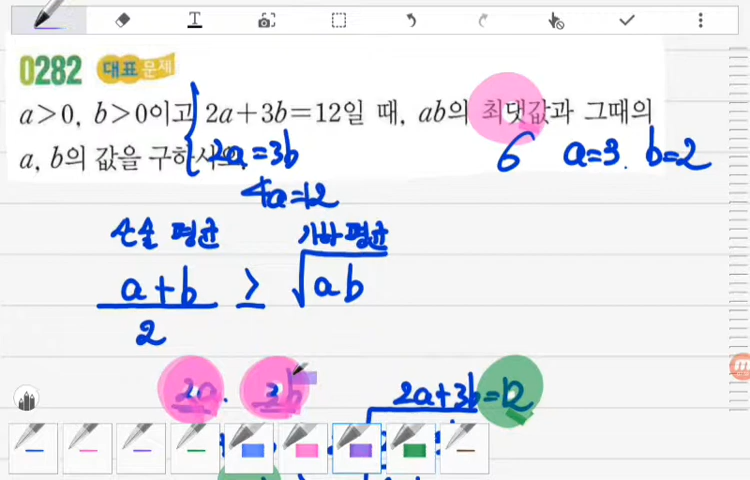 0282 대표 문제
a>0, b>0이고 2a+3b=12일 때, ab의 최댓값과 그때의
a, b의 값을 구하시오.
2a=3b
6 a=3. b=2
4a=12
산술 평균 기하 평균
a+b/2 ≥ √ab
2a. 3b 2a+3b=12